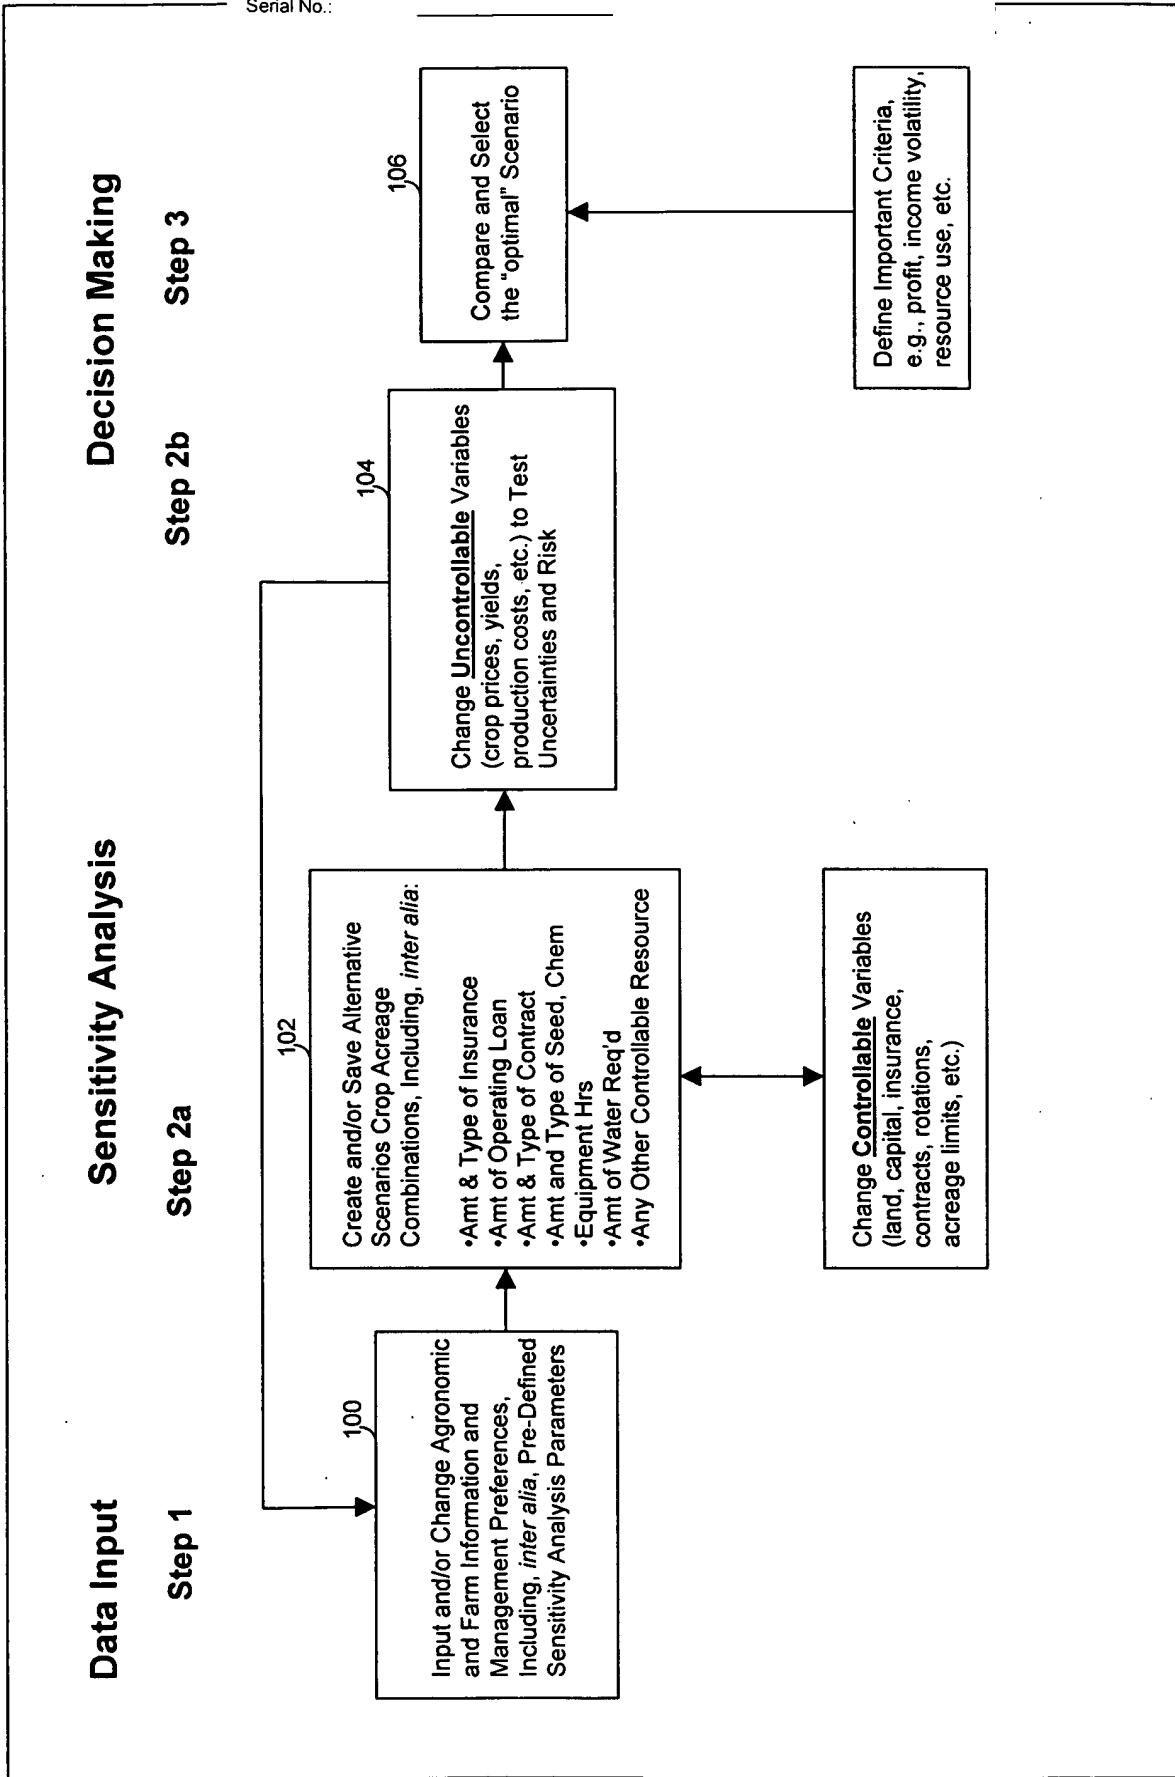 Serial No.:
Data Input
Sensitivity Analysis
Decision Making
Step 1
Step 2a
Step 2b
Step 3
100
Input and/or Change Agronomic
and Farm Information and
Management Preferences,
Including, inter alia, Pre-Defined
Sensitivity Analysis Parameters
102
Create and/or Save Alternative
Scenarios Crop Acreage
Combinations, Including, inter alia:
•Amt & Type of Insurance
•Amt of Operating Loan
•Amt & Type of Contract
•Amt and Type of Seed, Chem
•Equipment Hrs
•Amt of Water Req'd
•Any Other Controllable Resource
Change Controllable Variables
(land, capital, insurance,
contracts, rotations,
acreage limits, etc.)
104
Change Uncontrollable Variables
(crop prices, yields,
production costs, etc.) to Test
Uncertainties and Risk
106
Compare and Select
the "optimal" Scenario
Define Important Criteria,
e.g., profit, income volatility,
resource use, etc.